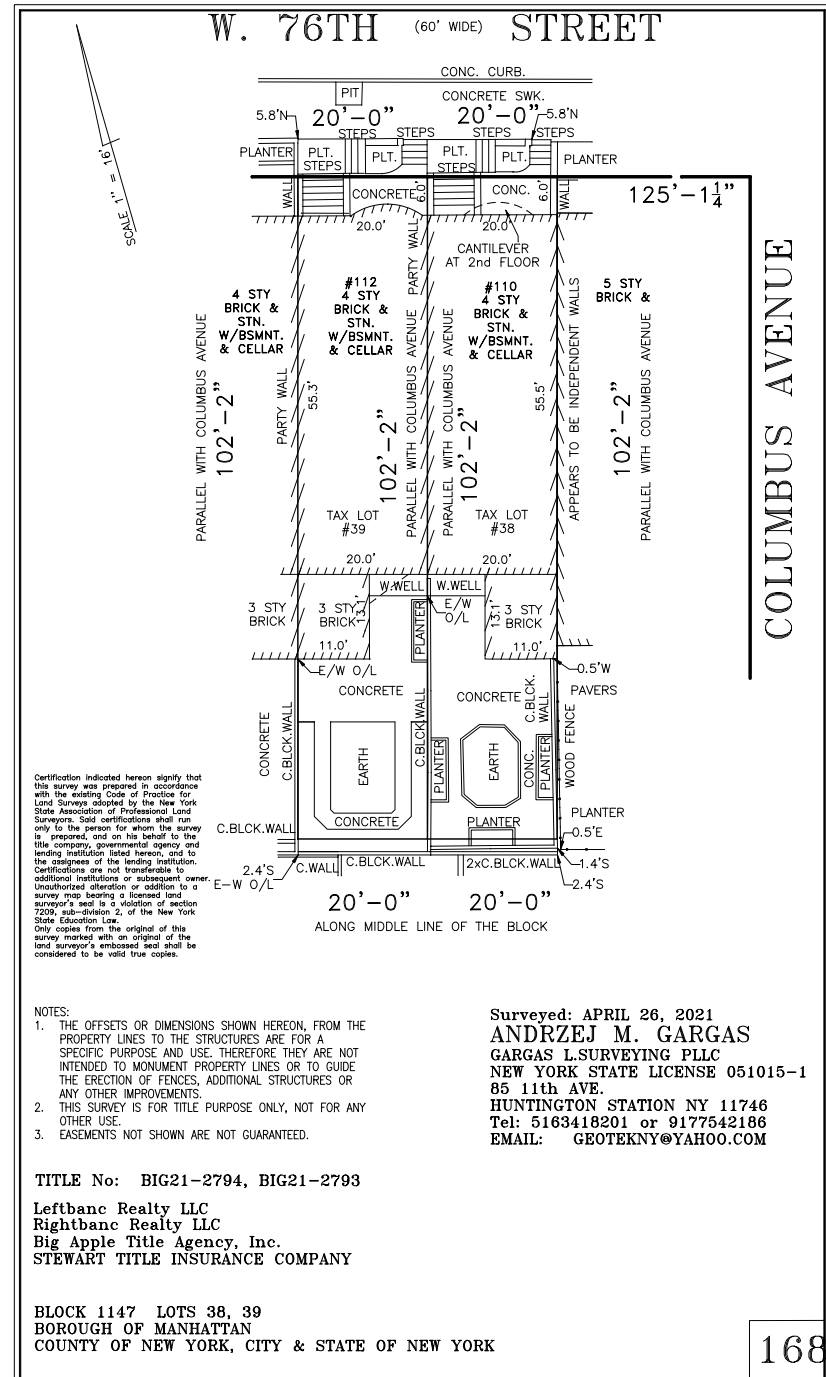 W. 76TH (60' WIDE) STREET
CONC. CURB.
PIT
CONCRETE SWK.
5.8'N
20'-0"
20'-0"
5.8'N
STEPS
STEPS
STEPS
STEPS
PLANTER
PLT.
STEPS
PLT.
PLT.
STEPS
PLT.
PLANTER
SCALE 1" = 16'
WALL
CONCRETE
6.0'
CONC.
6.0'
WALL
125'-1 1/4"
20.0'
20.0'
CANTILEVER
AT 2nd FLOOR
COLUMBUS AVENUE
4 STY
BRICK &
STN.
W/BSMNT.
& CELLAR
#112
4 STY
BRICK &
STN.
W/BSMNT.
& CELLAR
PARTY WALL
#110
4 STY
BRICK &
STN.
W/BSMNT.
& CELLAR
5 STY
BRICK &
PARALLEL WITH COLUMBUS AVENUE
102'-2"
PARTY WALL
55.3'
102'-2"
PARALLEL WITH COLUMBUS AVENUE
PARALLEL WITH COLUMBUS AVENUE
102'-2"
55.5'
APPEARS TO BE INDEPENDENT WALLS
102'-2"
PARALLEL WITH COLUMBUS AVENUE
TAX LOT
#39
TAX LOT
#38
20.0'
20.0'
W.WELL
W.WELL
3 STY
BRICK
3 STY
BRICK
13.1'
PLANTER
E/W
O/L
13.1'
3 STY
BRICK
11.0'
11.0'
E/W O/L
0.5'W
CONCRETE
CONCRETE
PAVERS
CONCRETE
C.BLCK.WALL
EARTH
C.BLCK.WALL
PLANTER
EARTH
CONC.
PLANTER
C.BLCK.
WALL
WOOD FENCE
CONCRETE
PLANTER
PLANTER
C.BLCK.WALL
0.5'E
2.4'S
E-W O/L
C.WALL
C.BLCK.WALL
2xC.BLCK.WALL
1.4'S
2.4'S
20'-0"
20'-0"
ALONG MIDDLE LINE OF THE BLOCK
Certification indicated hereon signify that
this survey was prepared in accordance
with the existing Code of Practice for
Land Surveys adopted by the New York
State Association of Professional Land
Surveyors. Said certifications shall run
only to the person for whom the survey
is prepared, and on his behalf to the
title company, governmental agency and
lending institution listed hereon, and to
the assignees of the lending institution.
Certifications are not transferable to
additional institutions or subsequent owner.
Unauthorized alteration or addition to a
survey map bearing a licensed land
surveyor's seal is a violation of section
7209, sub-division 2, of the New York
State Education Law.
Only copies from the original of this
survey marked with an original of the
land surveyor's embossed seal shall be
considered to be valid true copies.
NOTES:
1. THE OFFSETS OR DIMENSIONS SHOWN HEREON, FROM THE
PROPERTY LINES TO THE STRUCTURES ARE FOR A
SPECIFIC PURPOSE AND USE. THEREFORE THEY ARE NOT
INTENDED TO MONUMENT PROPERTY LINES OR TO GUIDE
THE ERECTION OF FENCES, ADDITIONAL STRUCTURES OR
ANY OTHER IMPROVEMENTS.
2. THIS SURVEY IS FOR TITLE PURPOSE ONLY, NOT FOR ANY
OTHER USE.
3. EASEMENTS NOT SHOWN ARE NOT GUARANTEED.
Surveyed: APRIL 26, 2021
ANDRZEJ M. GARGAS
GARGAS L.SURVEYING PLLC
NEW YORK STATE LICENSE 051015-1
85 11th AVE.
HUNTINGTON STATION NY 11746
Tel: 5163418201 or 9177542186
EMAIL: GEOTEKNY@YAHOO.COM
TITLE No: BIG21-2794, BIG21-2793
Leftbanc Realty LLC
Rightbanc Realty LLC
Big Apple Title Agency, Inc.
STEWART TITLE INSURANCE COMPANY
BLOCK 1147 LOTS 38, 39
BOROUGH OF MANHATTAN
COUNTY OF NEW YORK, CITY & STATE OF NEW YORK
168